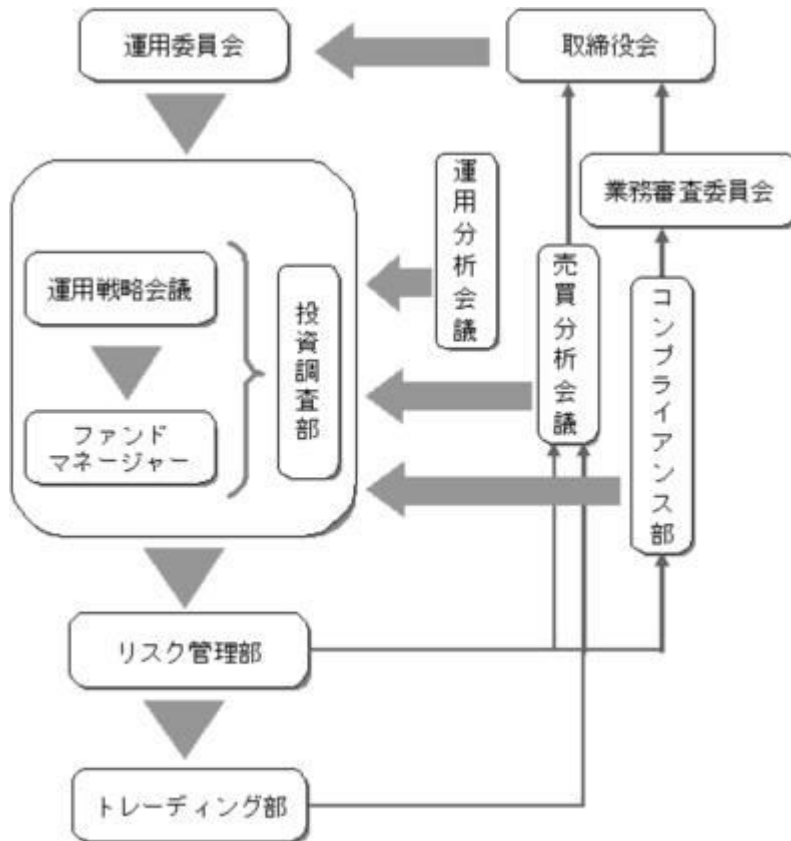 運用委員会
取締役会
運用分析会議
業務審査委員会
売買分析会議
運用戦略会議
投資調査部
コンプライアンス部
ファンド
マネージャー
リスク管理部
トレーディング部